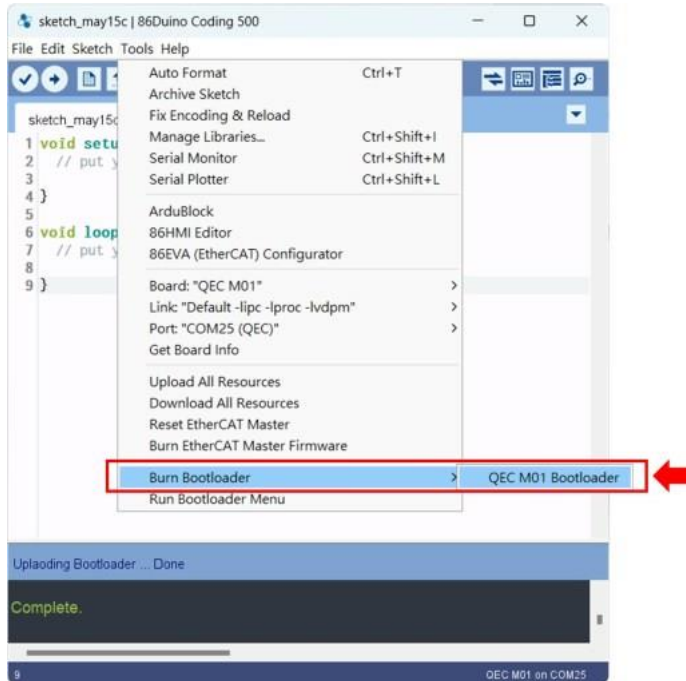 sketch_may15c | 86Duino Coding 500
File Edit Sketch Tools Help
sketch_may15c
1 void setu
2 // put y
3
4 }
5
6 void loop
7 // put y
8
9 }
Auto Format Ctrl+T
Archive Sketch
Fix Encoding & Reload
Manage Libraries... Ctrl+Shift+I
Serial Monitor Ctrl+Shift+M
Serial Plotter Ctrl+Shift+L
ArduBlock
86HMI Editor
86EVA (EtherCAT) Configurator
Board: "QEC M01"
Link: "Default -lipc -lproc -lvdpm"
Port: "COM25 (QEC)"
Get Board Info
Upload All Resources
Download All Resources
Reset EtherCAT Master
Burn EtherCAT Master Firmware
Burn Bootloader
QEC M01 Bootloader
Run Bootloader Menu
Uplaoding Bootloader ... Done
Complete.
9 QEC M01 on COM25